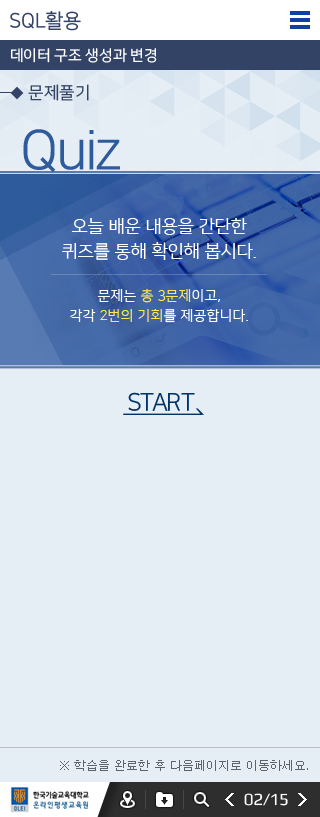 SQL활용
데이터 구조 생성과 변경
문제풀기
Quiz
오늘 배운 내용을 간단한
퀴즈를 통해 확인해 봅시다.
문제는 총 3문제이고,
각각 2번의 기회를 제공합니다.
START
※ 학습을 완료한 후 다음페이지로 이동하세요.
한국기술교육대학교
온라인평생교육원
OLEI
02/15